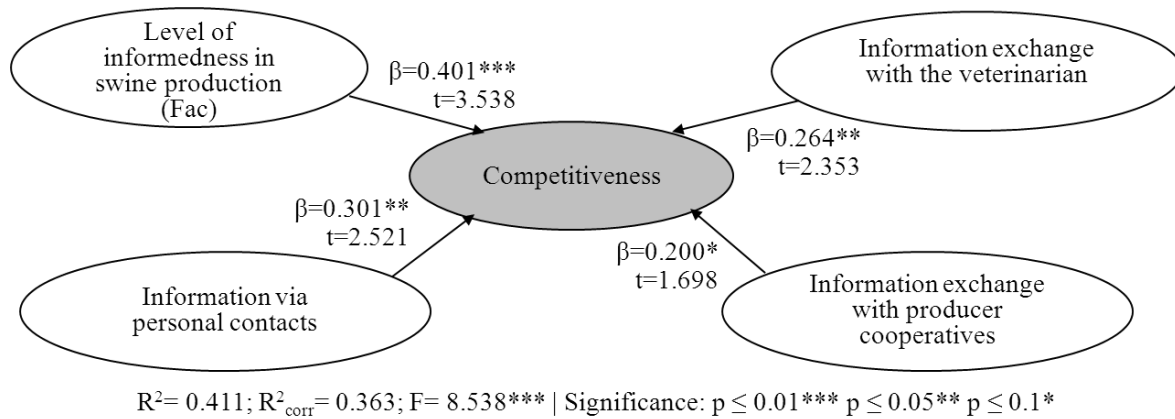 Level of
informedness in
swine production
(Fac)
β=0.401***
t=3.538
Information exchange
with the veterinarian
β=0.264**
t=2.353
Competitiveness
β=0.301**
t=2.521
Information via
personal contacts
β=0.200*
t=1.698
Information exchange
with producer
cooperatives
R²= 0.411; R²corr= 0.363; F= 8.538*** | Significance: p ≤ 0.01*** p ≤ 0.05** p ≤ 0.1*